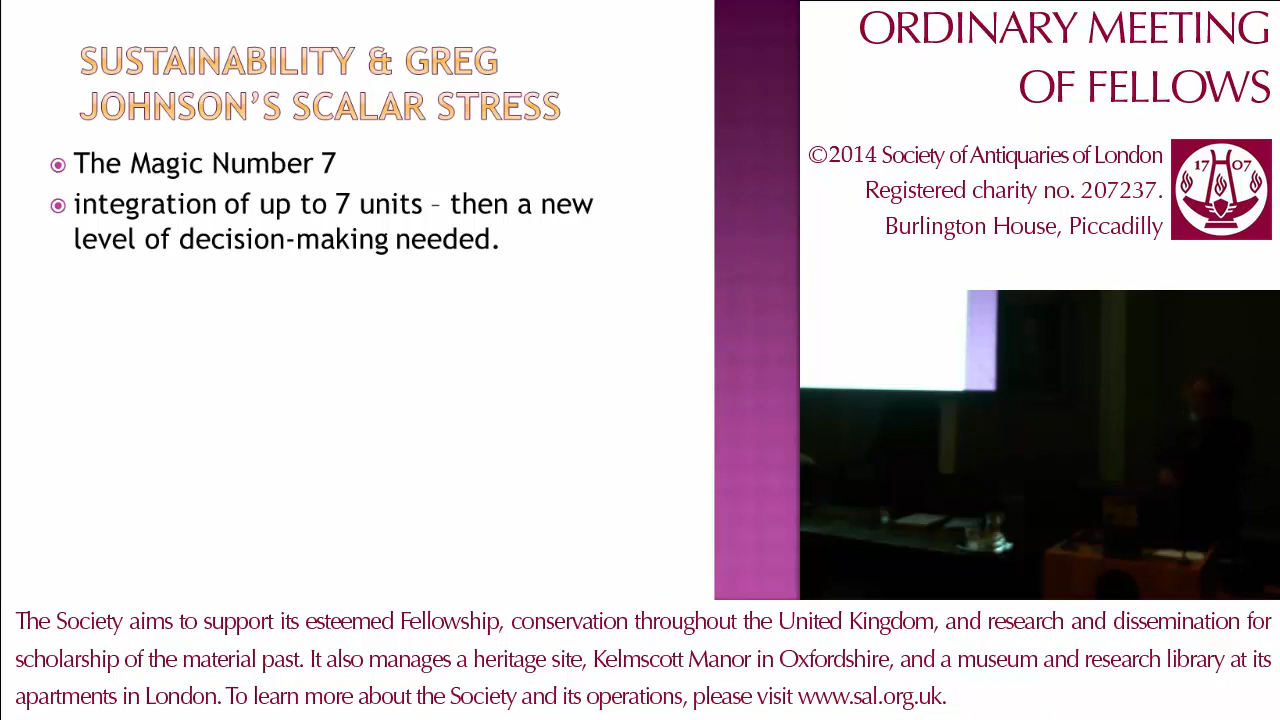 SUSTAINABILITY & GREG
JOHNSON'S SCALAR STRESS
The Magic Number 7
integration of up to 7 units – then a new
level of decision-making needed.
ORDINARY MEETING
OF FELLOWS
©2014 Society of Antiquaries of London
Registered charity no. 207237.
Burlington House, Piccadilly
17 07
The Society aims to support its esteemed Fellowship, conservation throughout the United Kingdom, and research and dissemination for
scholarship of the material past. It also manages a heritage site, Kelmscott Manor in Oxfordshire, and a museum and research library at its
apartments in London. To learn more about the Society and its operations, please visit www.sal.org.uk.